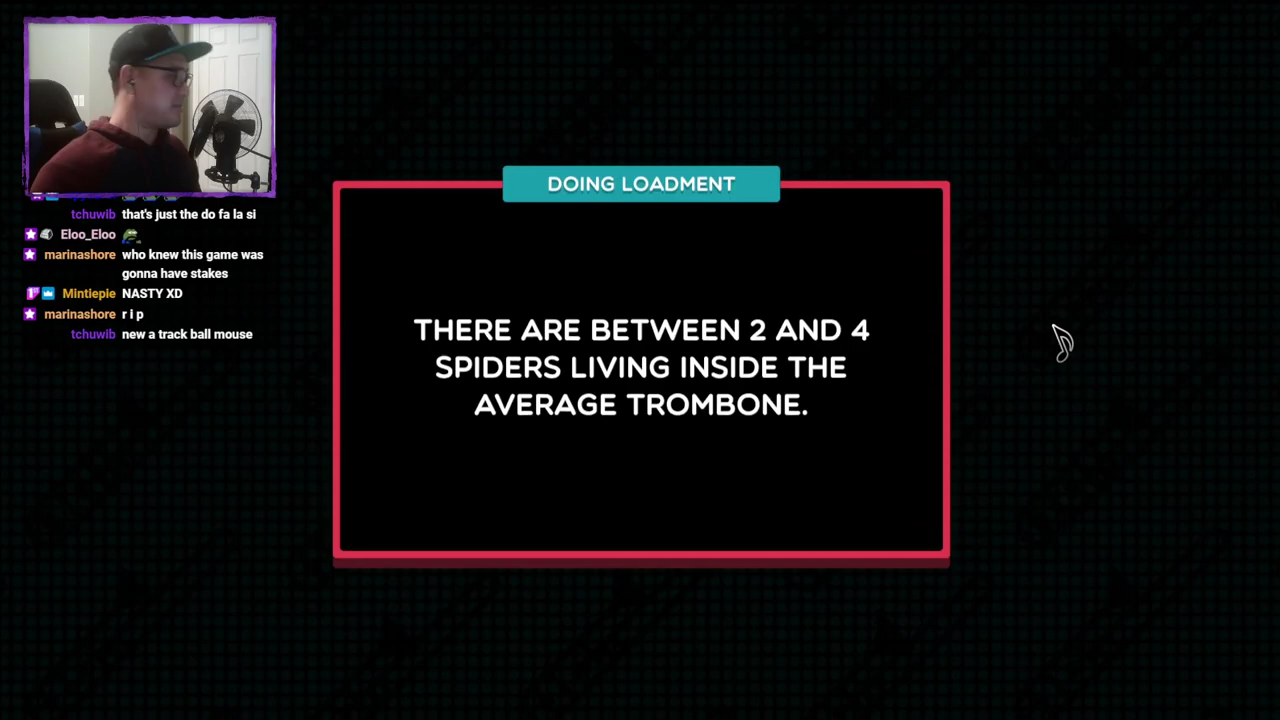 tchuwib that's just the do fa la si
Eloo_Eloo
marinashore who knew this game was
gonna have stakes
Mintiepie NASTY XD
marinashore r i p
tchuwib new a track ball mouse
DOING LOADMENT
THERE ARE BETWEEN 2 AND 4
SPIDERS LIVING INSIDE THE
AVERAGE TROMBONE.